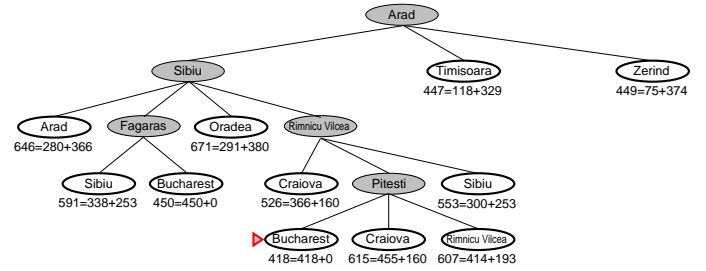 Arad
Sibiu Timisoara Zerind
447=118+329 449=75+374
Arad Fagaras Oradea Rimnicu Vilcea
646=280+366 671=291+380
Sibiu Bucharest Craiova Pitesti Sibiu
591=338+253 450=450+0 526=366+160 553=300+253
Bucharest Craiova Rimnicu Vilcea
418=418+0 615=455+160 607=414+193